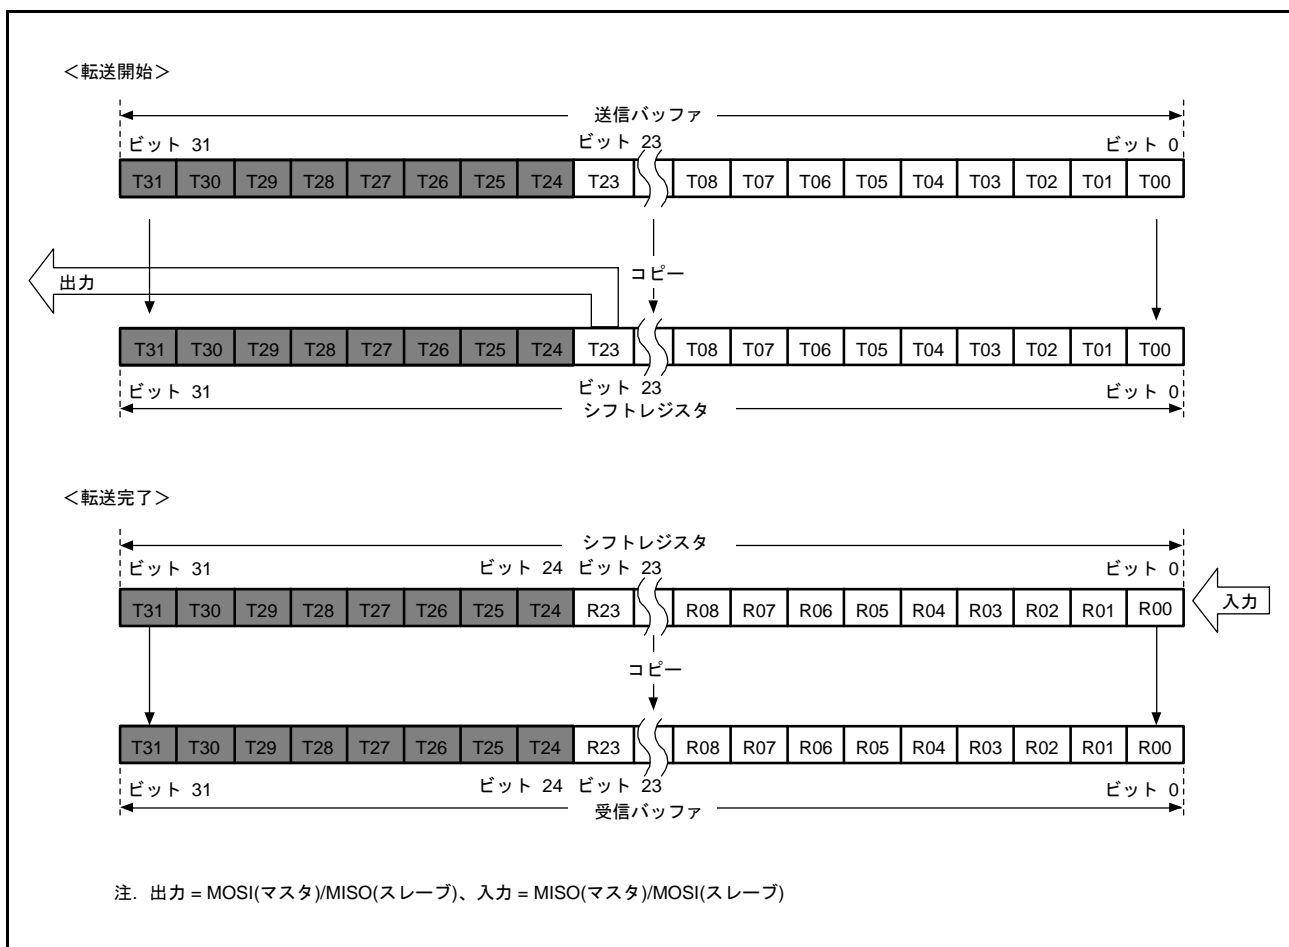 ＜転送開始＞
送信バッファ
ビット 31 ビット 23 ビット 0
T31 T30 T29 T28 T27 T26 T25 T24 T23 T08 T07 T06 T05 T04 T03 T02 T01 T00
コピー
出力
T31 T30 T29 T28 T27 T26 T25 T24 T23 T08 T07 T06 T05 T04 T03 T02 T01 T00
ビット 31 ビット 23 ビット 0
シフトレジスタ
＜転送完了＞
シフトレジスタ
ビット 31 ビット 24 ビット 23 ビット 0
T31 T30 T29 T28 T27 T26 T25 T24 R23 R08 R07 R06 R05 R04 R03 R02 R01 R00
入力
コピー
T31 T30 T29 T28 T27 T26 T25 T24 R23 R08 R07 R06 R05 R04 R03 R02 R01 R00
ビット 31 ビット 24 ビット 23 ビット 0
受信バッファ
注. 出力 = MOSI(マスタ)/MISO(スレーブ)、入力 = MISO(マスタ)/MOSI(スレーブ)